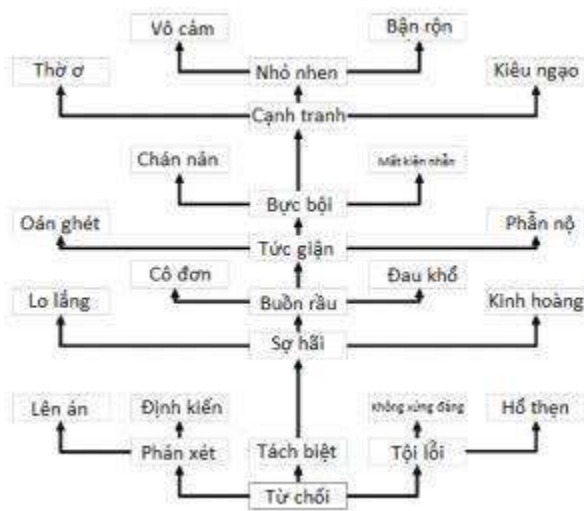 Vô cảm
Bận rộn
Thờ ơ
Nhỏ nhen
Kiêu ngạo
Cạnh tranh
Chán nản
Mất kiên nhẫn
Bực bội
Oán ghét
Phẫn nộ
Tức giận
Cô đơn
Đau khổ
Lo lắng
Buồn rầu
Kinh hoàng
Sợ hãi
Lên án
Định kiến
Không xứng đáng
Hổ thẹn
Phán xét
Tách biệt
Tội lỗi
Từ chối